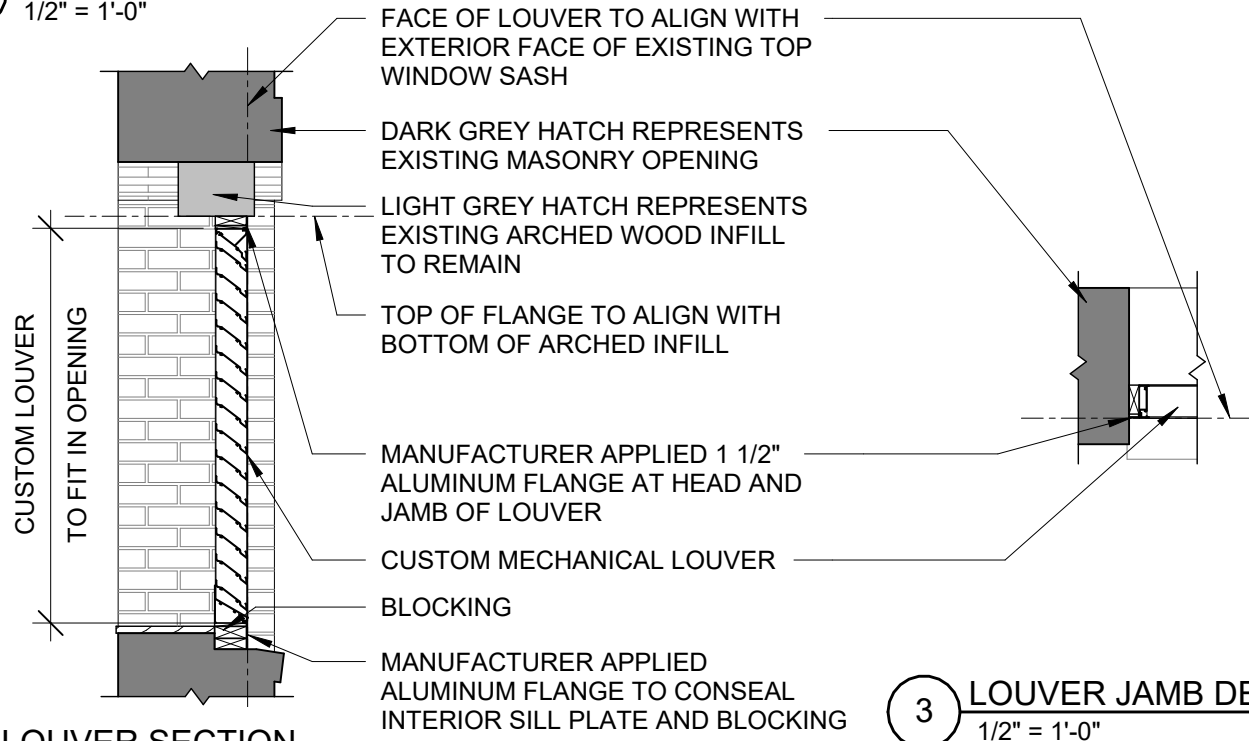 1/2" = 1'-0"
FACE OF LOUVER TO ALIGN WITH
EXTERIOR FACE OF EXISTING TOP
WINDOW SASH
DARK GREY HATCH REPRESENTS
EXISTING MASONRY OPENING
LIGHT GREY HATCH REPRESENTS
EXISTING ARCHED WOOD INFILL
TO REMAIN
TOP OF FLANGE TO ALIGN WITH
BOTTOM OF ARCHED INFILL
CUSTOM LOUVER
TO FIT IN OPENING
MANUFACTURER APPLIED 1 1/2"
ALUMINUM FLANGE AT HEAD AND
JAMB OF LOUVER
CUSTOM MECHANICAL LOUVER
BLOCKING
MANUFACTURER APPLIED
ALUMINUM FLANGE TO CONSEAL
INTERIOR SILL PLATE AND BLOCKING
LOUVER SECTION
3 LOUVER JAMB DE
1/2" = 1'-0"